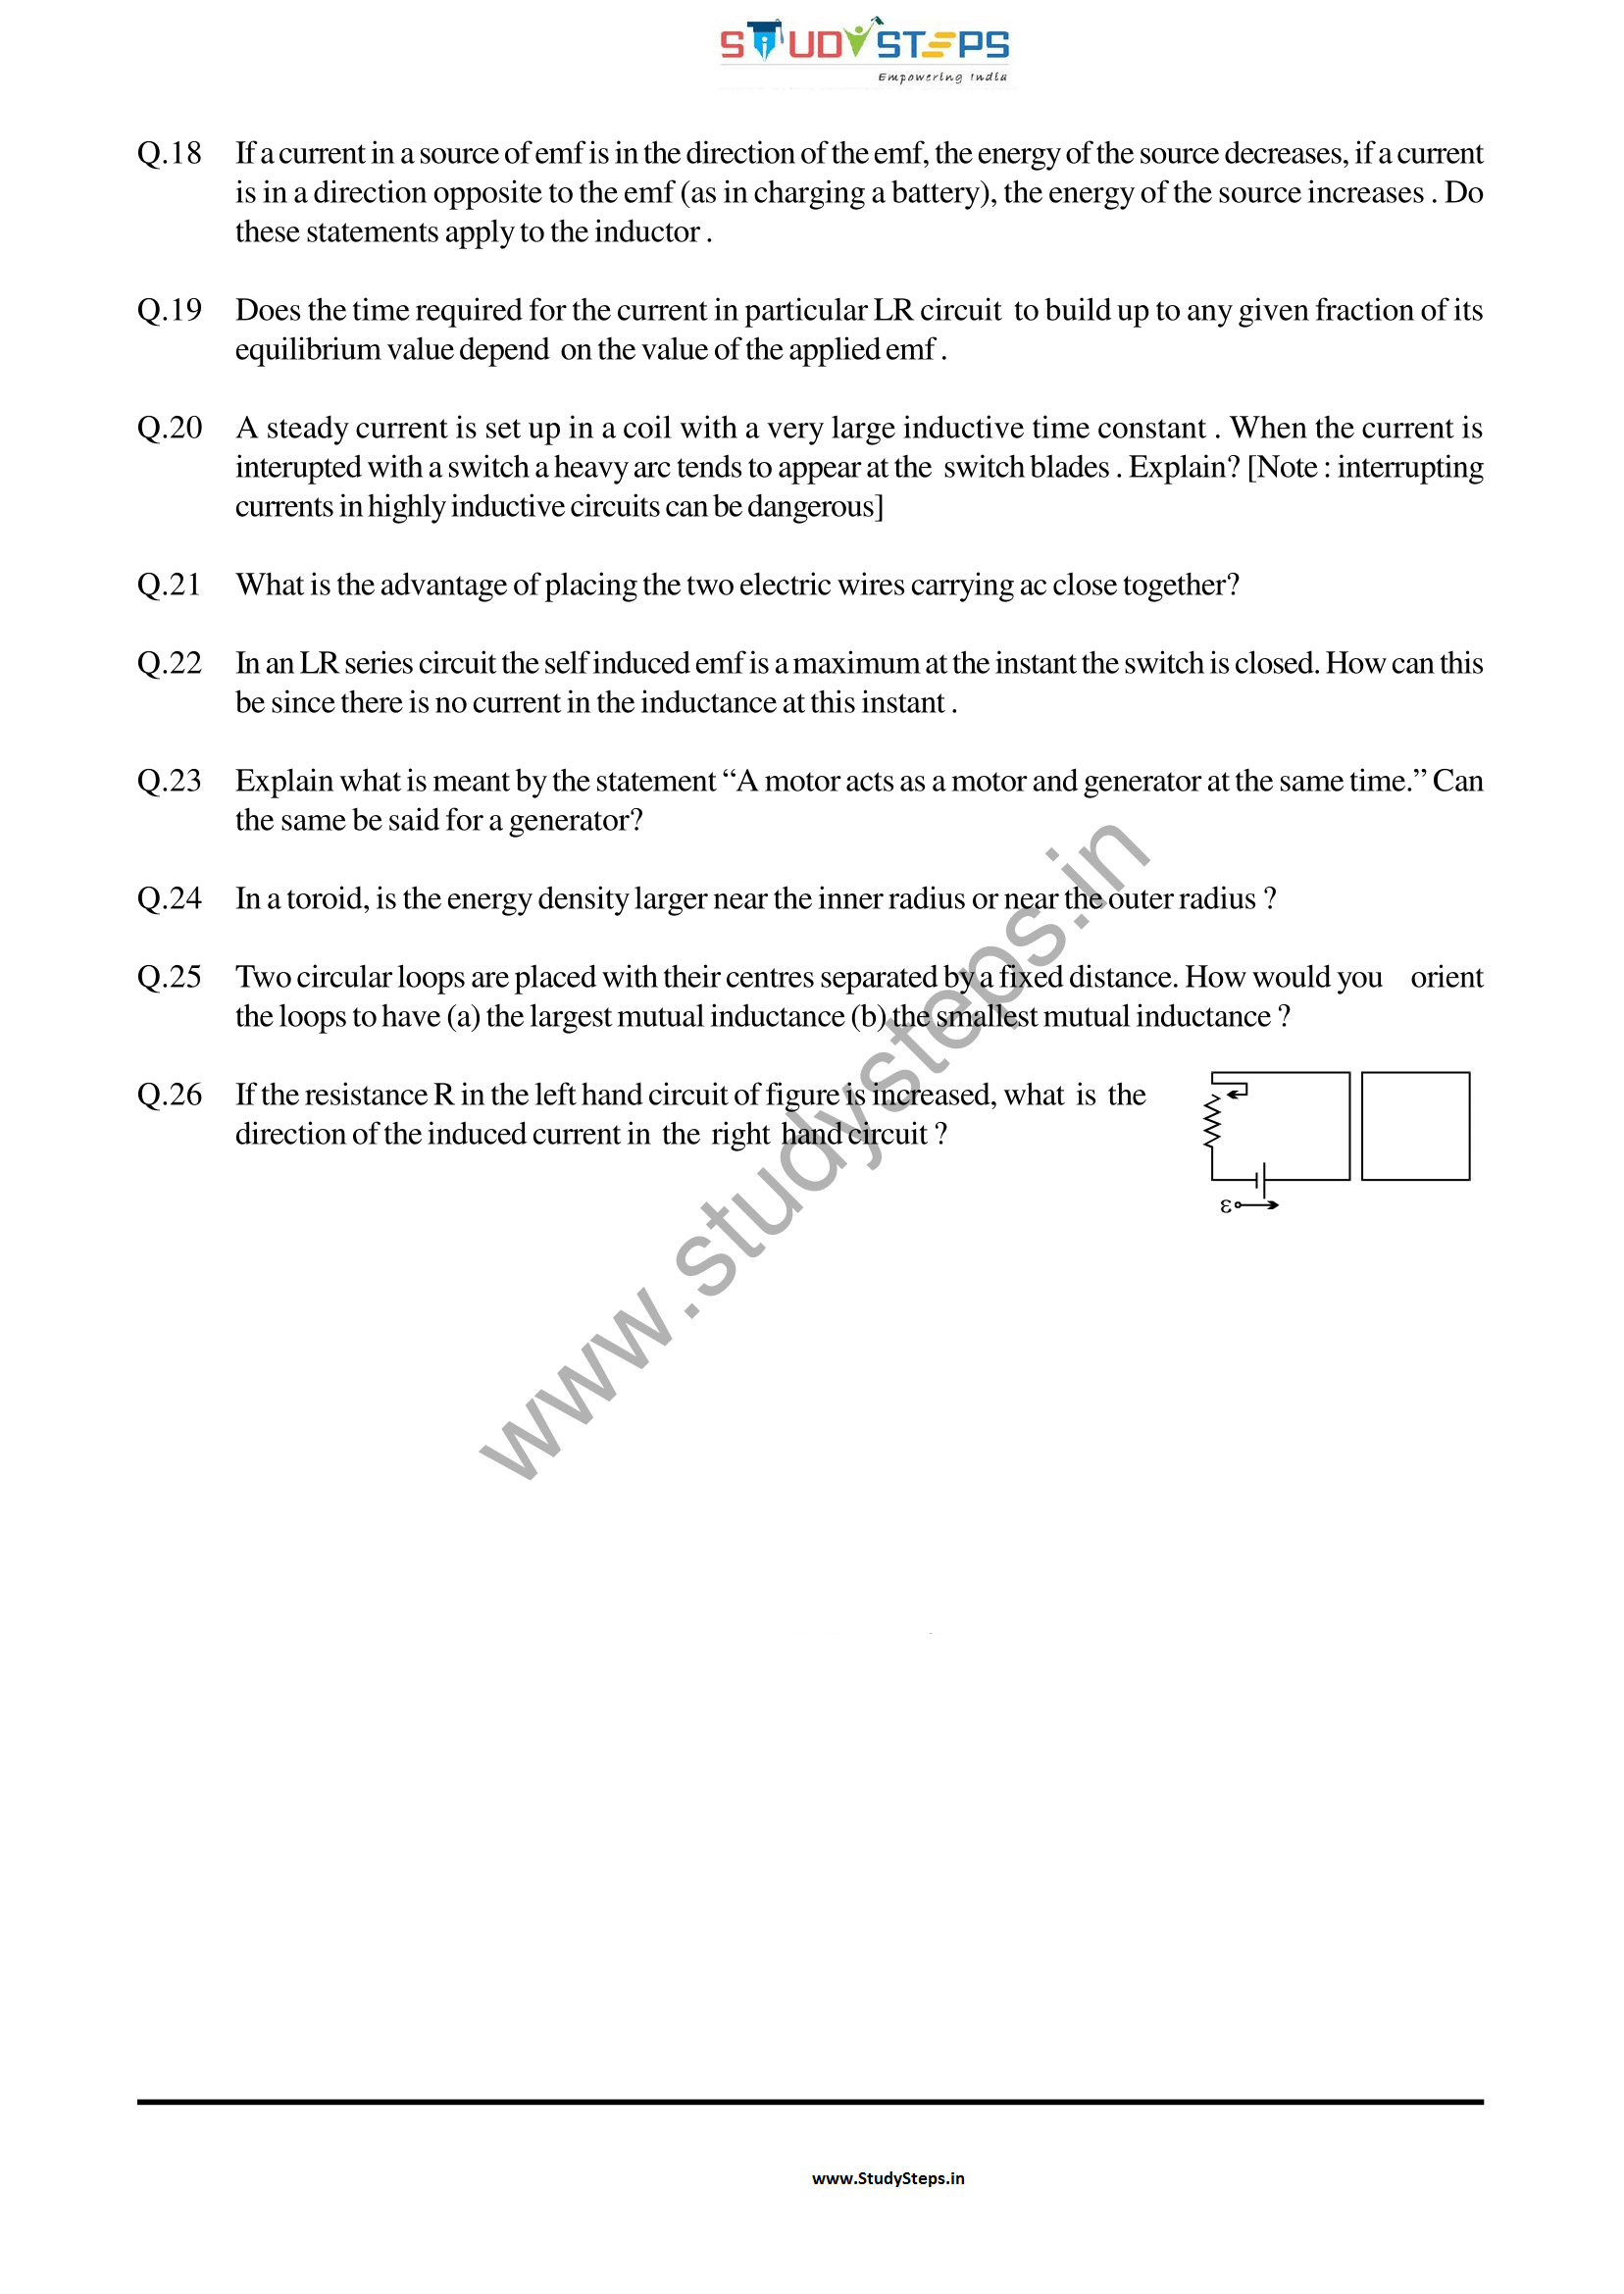 STUDYSTEPS
Empowering India
Q.18 If a current in a source of emf is in the direction of the emf, the energy of the source decreases, if a current
is in a direction opposite to the emf (as in charging a battery), the energy of the source increases . Do
these statements apply to the inductor .
Q.19 Does the time required for the current in particular LR circuit to build up to any given fraction of its
equilibrium value depend on the value of the applied emf .
Q.20 A steady current is set up in a coil with a very large inductive time constant . When the current is
interupted with a switch a heavy arc tends to appear at the switch blades . Explain? [Note : interrupting
currents in highly inductive circuits can be dangerous]
Q.21 What is the advantage of placing the two electric wires carrying ac close together?
Q.22 In an LR series circuit the self induced emf is a maximum at the instant the switch is closed. How can this
be since there is no current in the inductance at this instant .
Q.23 Explain what is meant by the statement “A motor acts as a motor and generator at the same time.” Can
the same be said for a generator?
Q.24 In a toroid, is the energy density larger near the inner radius or near the outer radius ?
Q.25 Two circular loops are placed with their centres separated by a fixed distance. How would you orient
the loops to have (a) the largest mutual inductance (b) the smallest mutual inductance ?
Q.26 If the resistance R in the left hand circuit of figure is increased, what is the
direction of the induced current in the right hand circuit ?
ε
www.studysteps.in
www.StudySteps.in